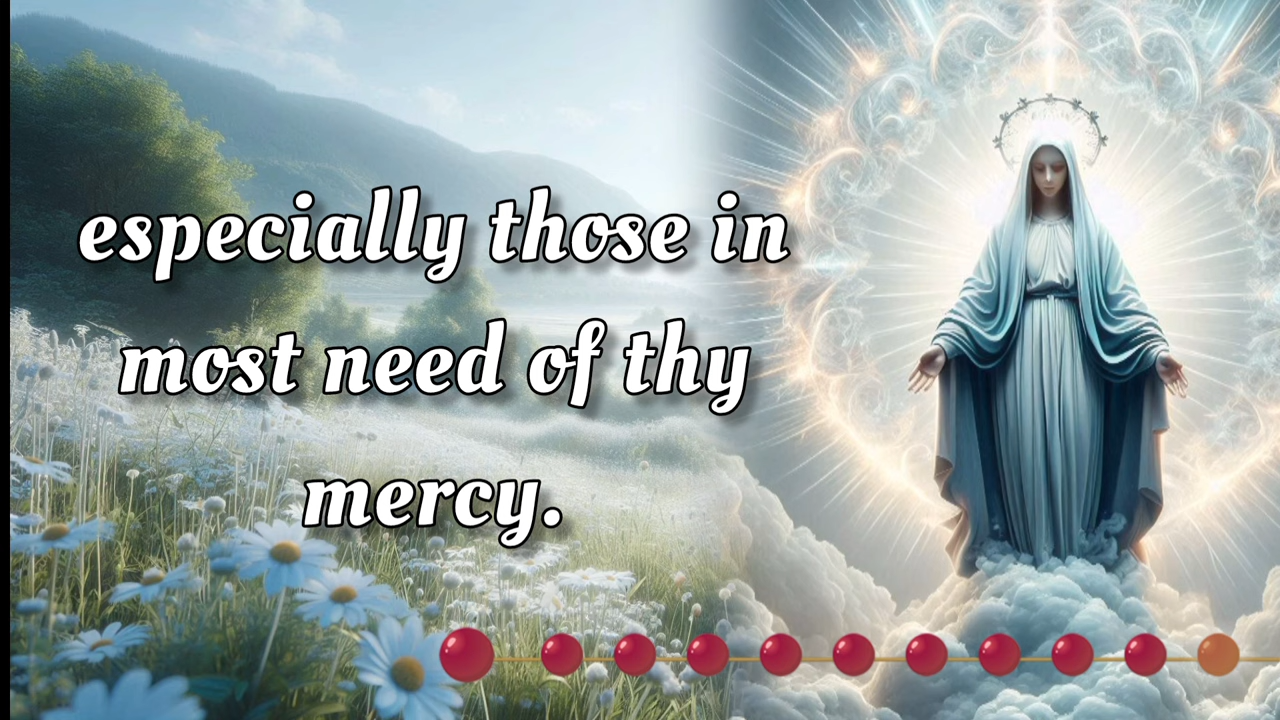 especially those in
most need of thy
mercy.